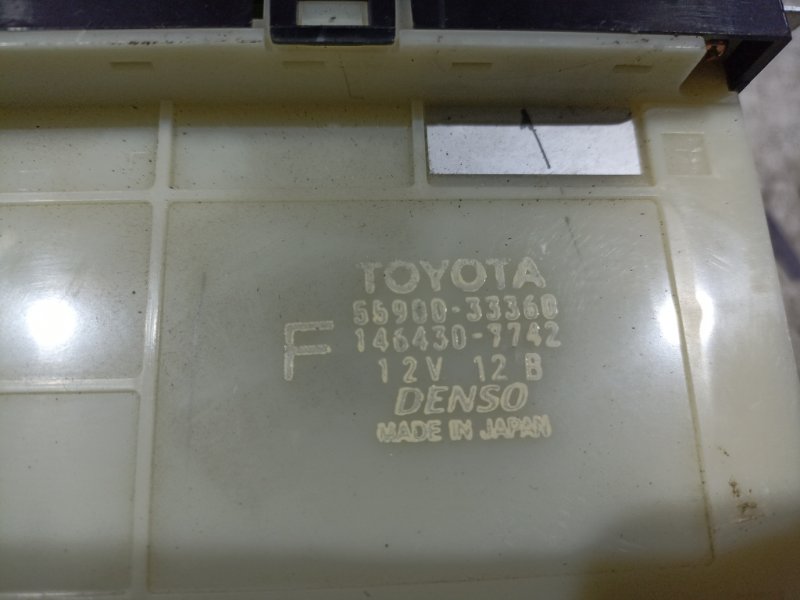 TOYOTA
55900-33360
146430-7742
F
12V 12 B
DENSO
MADE IN JAPAN